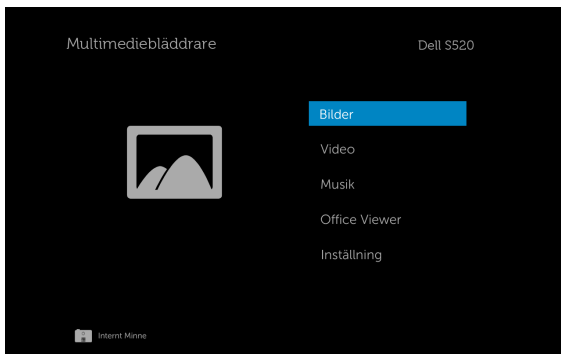 Multimediebläddrare
Dell S520
Bilder
Video
Musik
Office Viewer
Inställning
Internt Minne